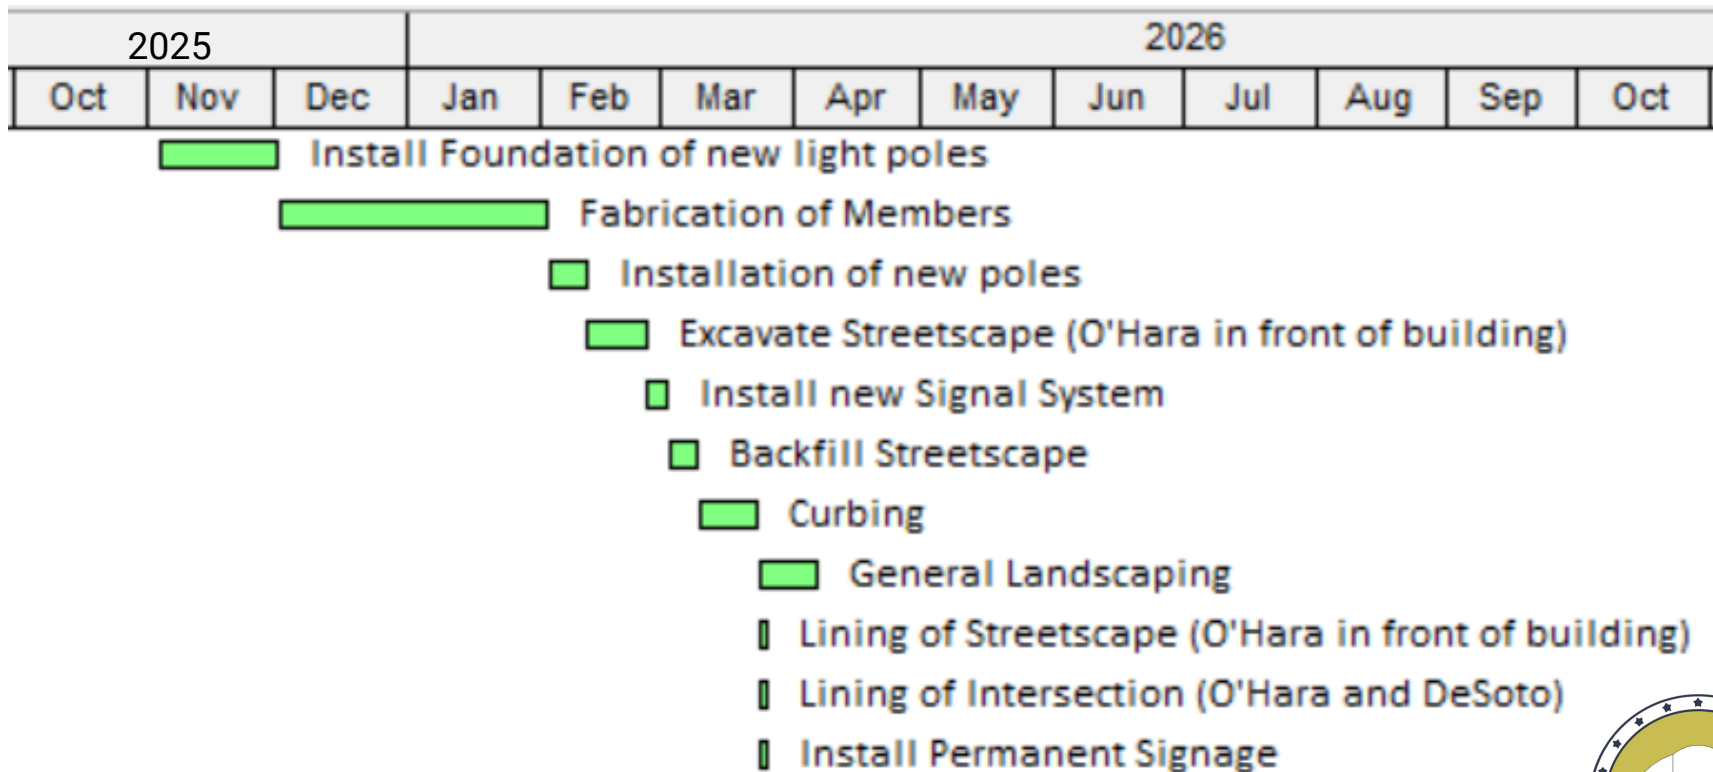 2025 2026
Oct Nov Dec Jan Feb Mar Apr May Jun Jul Aug Sep Oct
Install Foundation of new light poles
Fabrication of Members
Installation of new poles
Excavate Streetscape (O'Hara in front of building)
Install new Signal System
Backfill Streetscape
Curbing
General Landscaping
Lining of Streetscape (O'Hara in front of building)
Lining of Intersection (O'Hara and DeSoto)
Install Permanent Signage